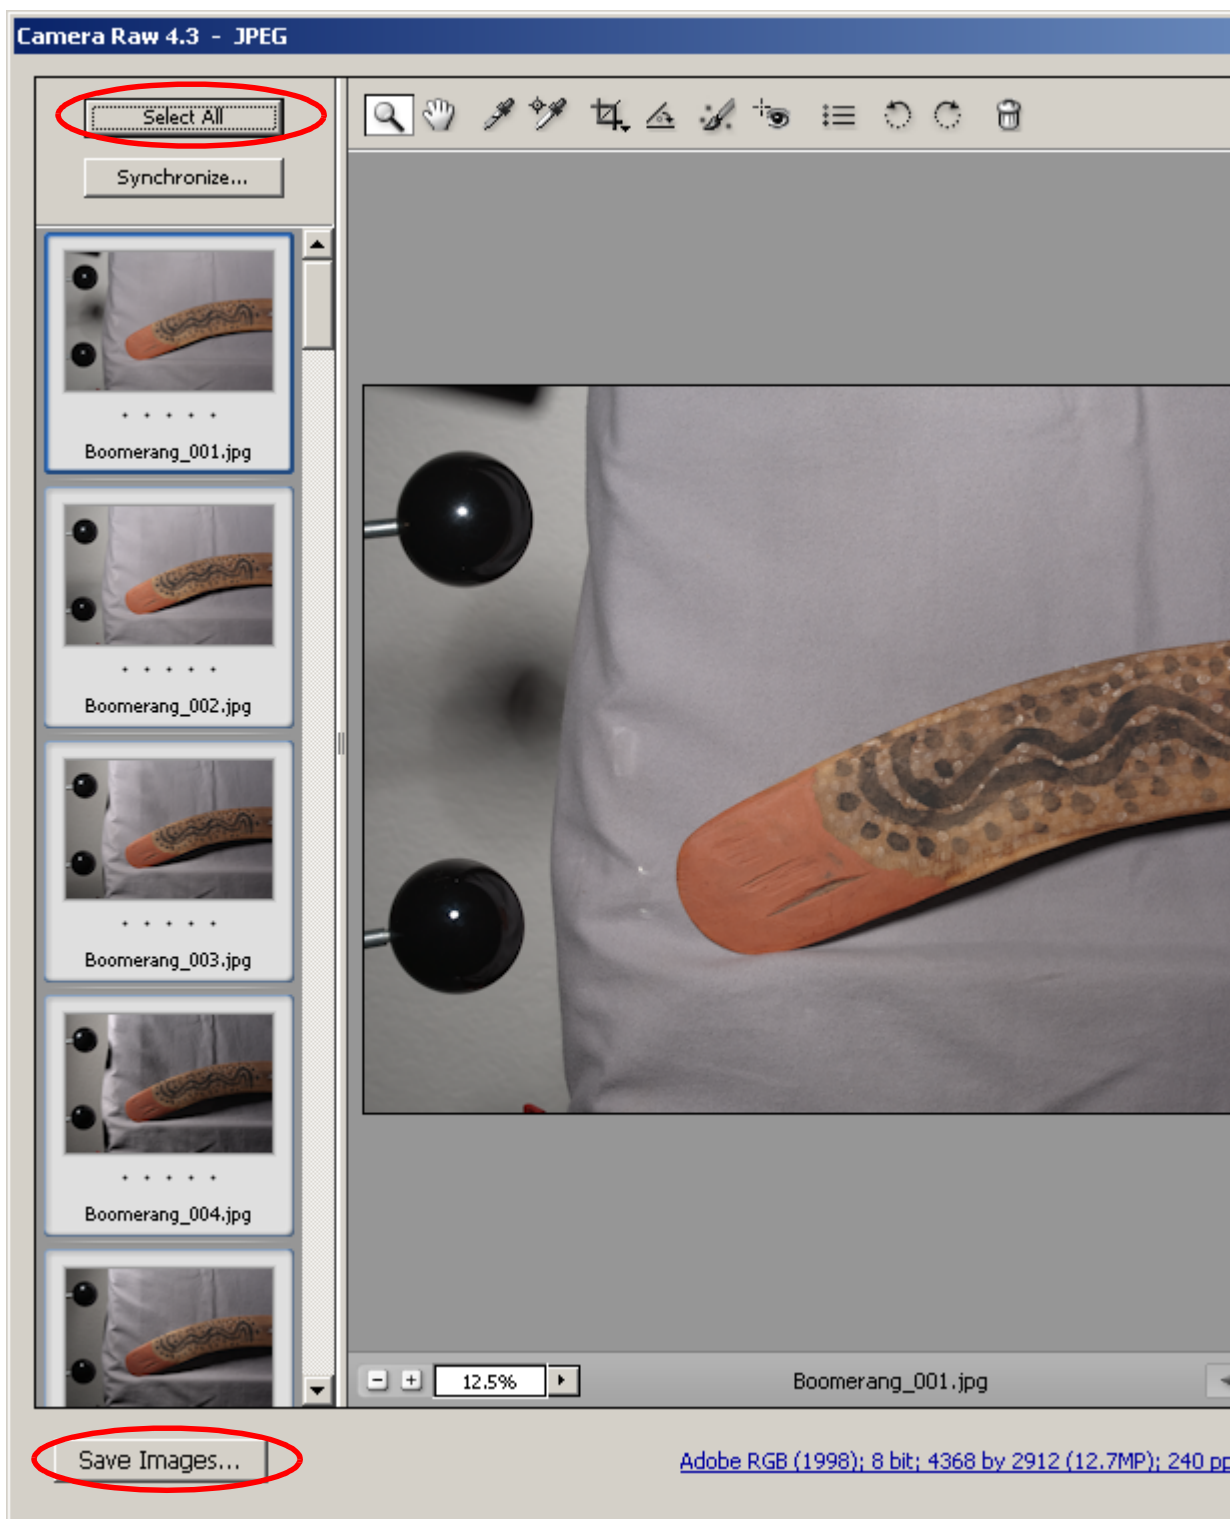 Camera Raw 4.3 - JPEG
Select All
Synchronize...
Boomerang_001.jpg
Boomerang_002.jpg
Boomerang_003.jpg
Boomerang_004.jpg
12.5%
Boomerang_001.jpg
Save Images...
Adobe RGB (1998); 8 bit; 4368 by 2912 (12.7MP); 240 pp